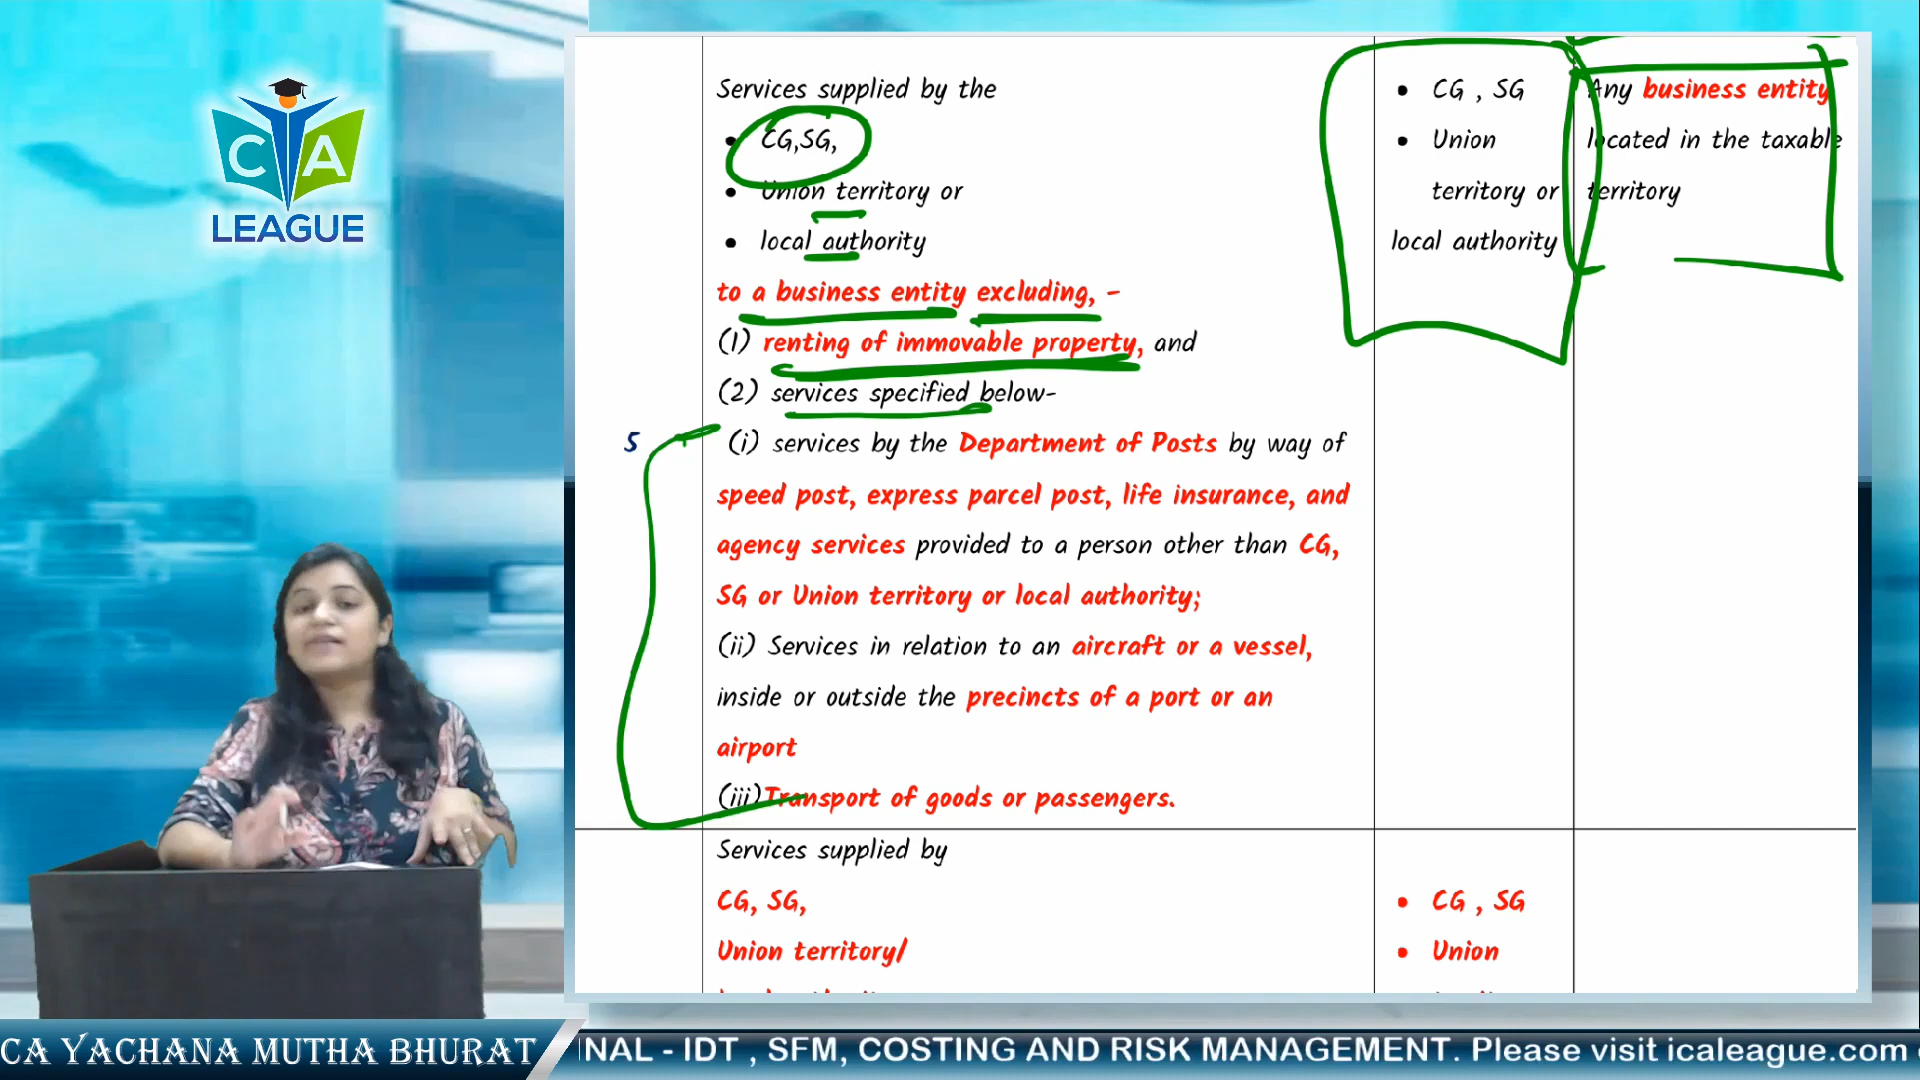 C A
LEAGUE
Services supplied by the
• CG,SG,
• Union territory or
• local authority
to a business entity excluding, -
(1) renting of immovable property, and
(2) services specified below-
5
(i) services by the Department of Posts by way of
speed post, express parcel post, life insurance, and
agency services provided to a person other than CG,
SG or Union territory or local authority;
(ii) Services in relation to an aircraft or a vessel,
inside or outside the precincts of a port or an
airport
(iii)Transport of goods or passengers.
• CG , SG
• Union
territory or
local authority
Any business entity
located in the taxable
territory
Services supplied by
CG, SG,
Union territory/
• CG , SG
• Union
CA YACHANA MUTHA BHURAT
INAL - IDT , SFM, COSTING AND RISK MANAGEMENT. Please visit icaleague.com